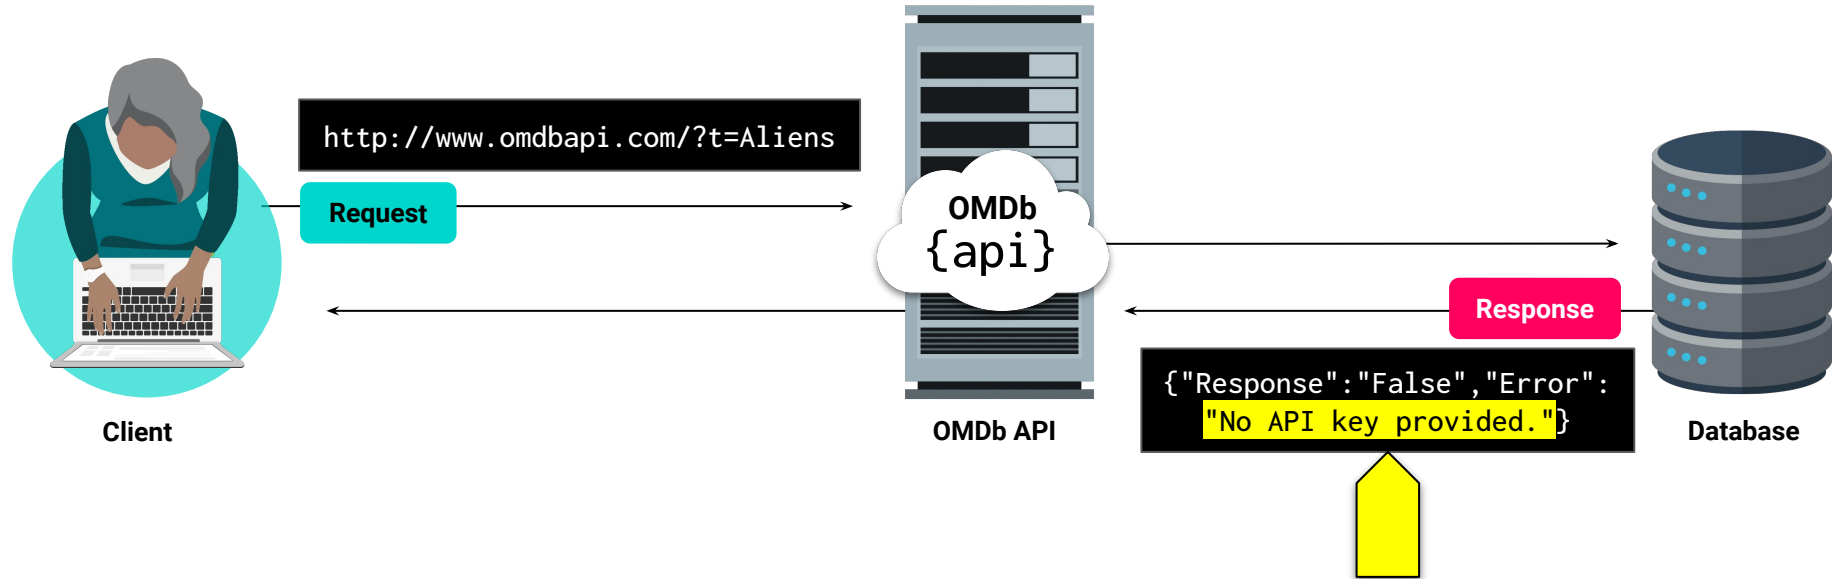 http://www.omdbapi.com/?t=Aliens
Request
OMDb
{api}
Response
{"Response":"False","Error":
"No API key provided."}
Client
OMDb API
Database